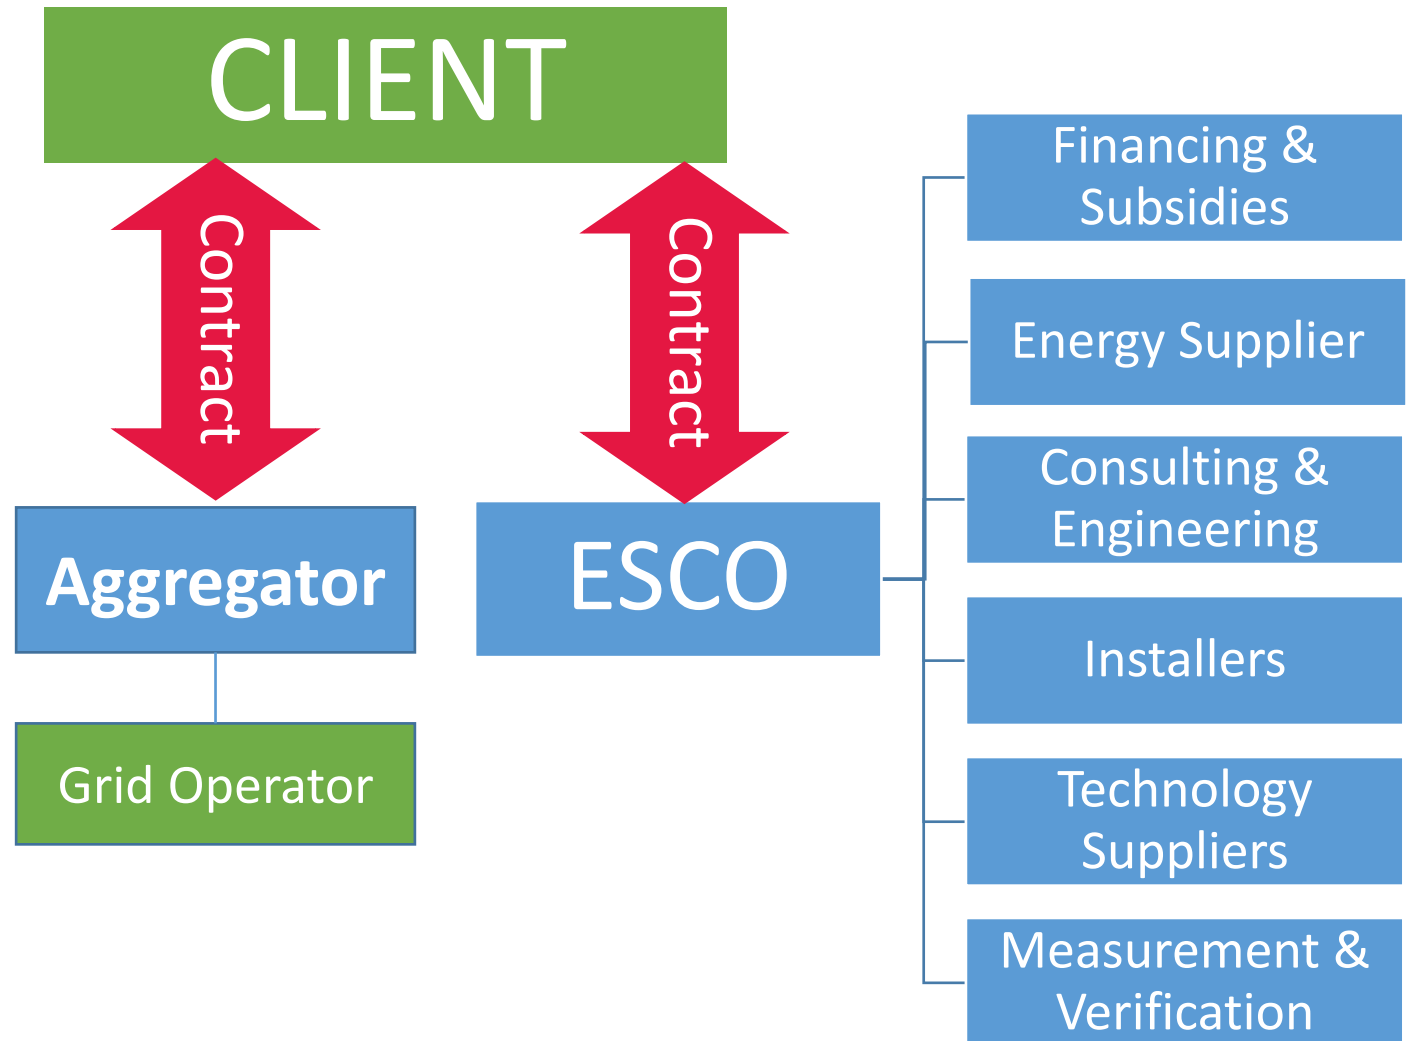 CLIENT
Contract
Contract
Aggregator
Grid Operator
ESCO
Financing &
Subsidies
Energy Supplier
Consulting &
Engineering
Installers
Technology
Suppliers
Measurement &
Verification